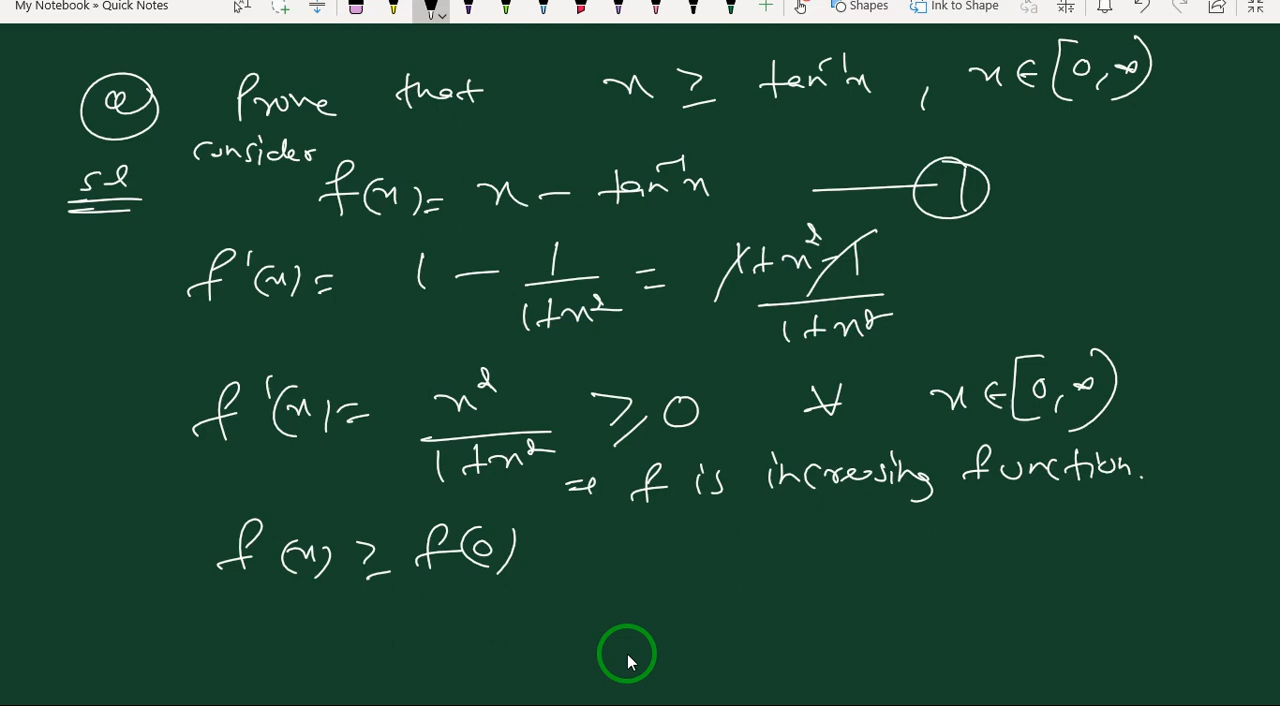 My Notebook » Quick Notes
Shapes Ink to Shape
Q Prove that x ≥ tan⁻¹x , x ∈ [0, ∞)
consider
sol f(x) = x − tan⁻¹x —— 1
f'(x) = 1 − 1/(1+x²) = (1+x²−1)/(1+x²)
f'(x) = x²/(1+x²) ⩾ 0 ∀ x ∈ [0, ∞)
⇒ f is increasing function.
f(x) ≥ f(0)